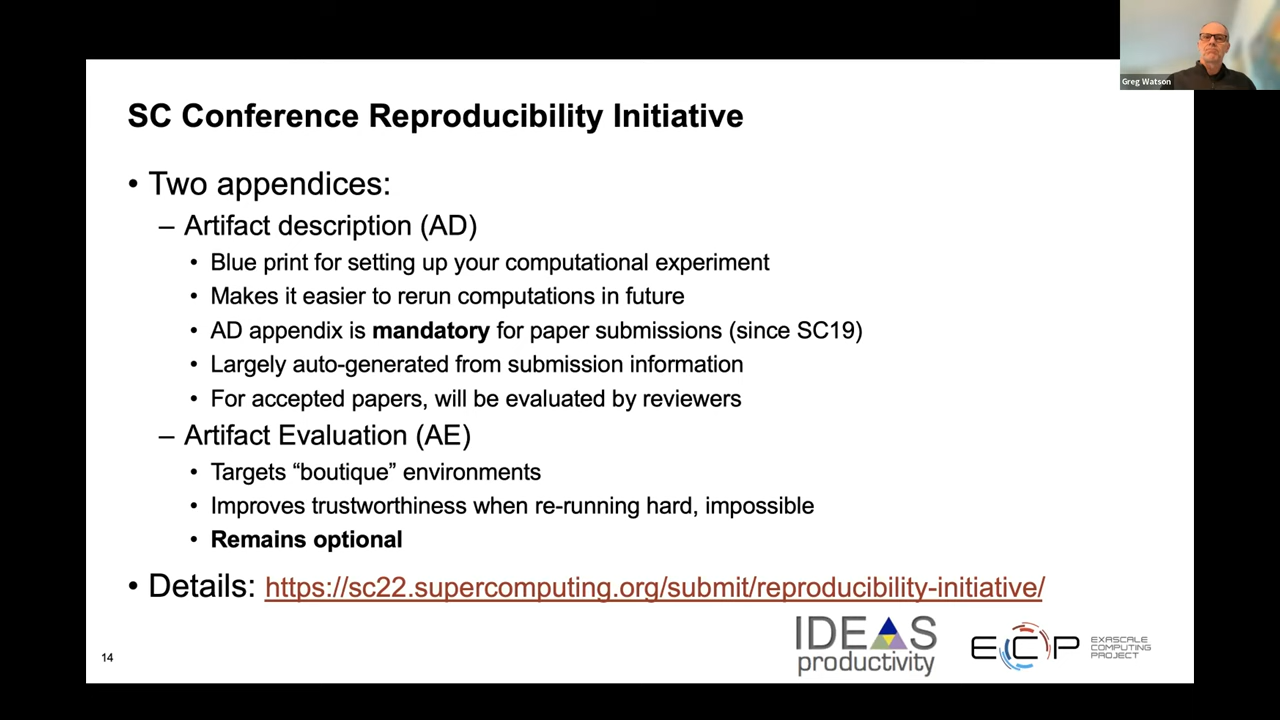 Greg Watson
SC Conference Reproducibility Initiative
• Two appendices:
– Artifact description (AD)
• Blue print for setting up your computational experiment
• Makes it easier to rerun computations in future
• AD appendix is mandatory for paper submissions (since SC19)
• Largely auto-generated from submission information
• For accepted papers, will be evaluated by reviewers
– Artifact Evaluation (AE)
• Targets “boutique” environments
• Improves trustworthiness when re-running hard, impossible
• Remains optional
• Details: https://sc22.supercomputing.org/submit/reproducibility-initiative/
14
IDEAS
productivity
ECP
EXASCALE
COMPUTING
PROJECT